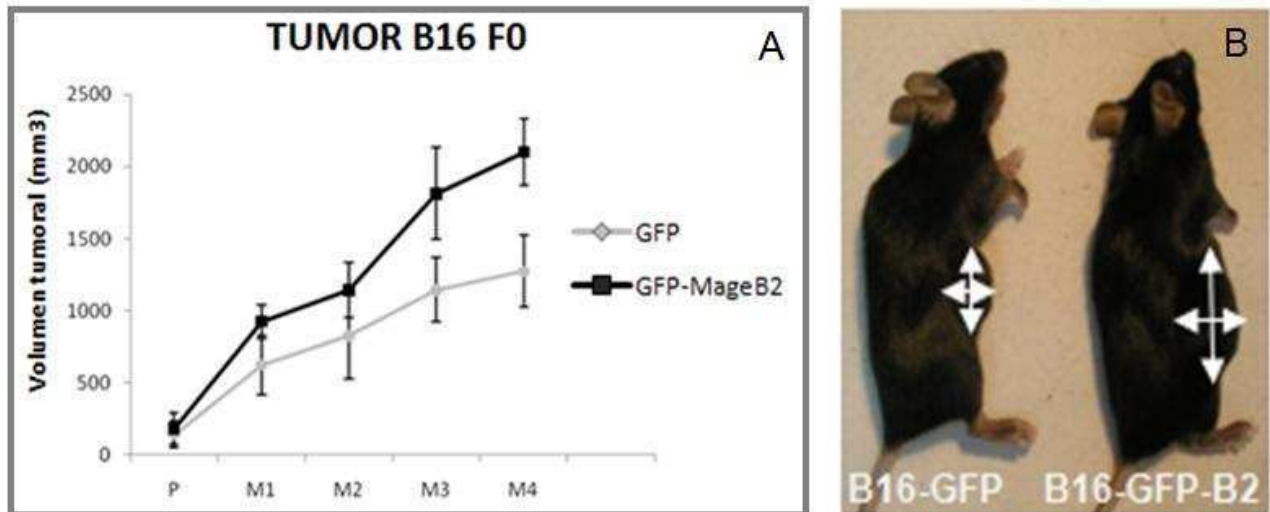 TUMOR B16 F0
A
Volumen tumoral (mm3)
2500
2000
1500
1000
500
0
P M1 M2 M3 M4
GFP
GFP-MageB2
B
B16-GFP B16-GFP-B2